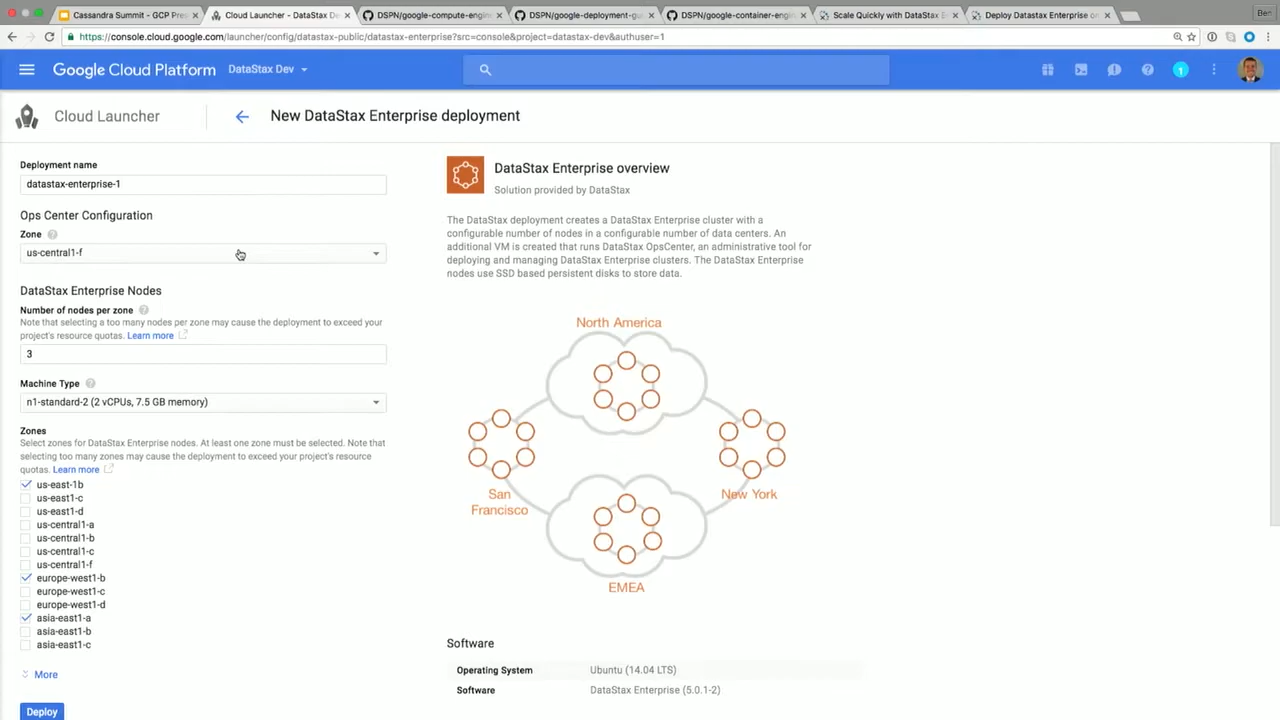 Cassandra Summit - GCP Pres
Cloud Launcher - DataStax De
DSPN/google-compute-engin
DSPN/google-deployment-gu
DSPN/google-container-engin
Scale Quickly with DataStax E
Deploy Datastax Enterprise on
Ben
https://console.cloud.google.com/launcher/config/datastax-public/datastax-enterprise?src=console&project=datastax-dev&authuser=1
Google Cloud Platform
DataStax Dev
1
Cloud Launcher
New DataStax Enterprise deployment
Deployment name
datastax-enterprise-1
Ops Center Configuration
Zone
us-central1-f
DataStax Enterprise Nodes
Number of nodes per zone
Note that selecting a too many nodes per zone may cause the deployment to exceed your
project's resource quotas. Learn more
3
Machine Type
n1-standard-2 (2 vCPUs, 7.5 GB memory)
Zones
Select zones for DataStax Enterprise nodes. At least one zone must be selected. Note that
selecting too many zones may cause the deployment to exceed your project's resource
quotas. Learn more
us-east-1b
us-east1-c
us-east1-d
us-central1-a
us-central1-b
us-central1-c
us-central1-f
europe-west1-b
europe-west1-c
europe-west1-d
asia-east1-a
asia-east1-b
asia-east1-c
More
Deploy
DataStax Enterprise overview
Solution provided by DataStax
The DataStax deployment creates a DataStax Enterprise cluster with a
configurable number of nodes in a configurable number of data centers. An
additional VM is created that runs DataStax OpsCenter, an administrative tool for
deploying and managing DataStax Enterprise clusters. The DataStax Enterprise
nodes use SSD based persistent disks to store data.
North America
San
Francisco
New York
EMEA
Software
Operating System
Ubuntu (14.04 LTS)
Software
DataStax Enterprise (5.0.1-2)